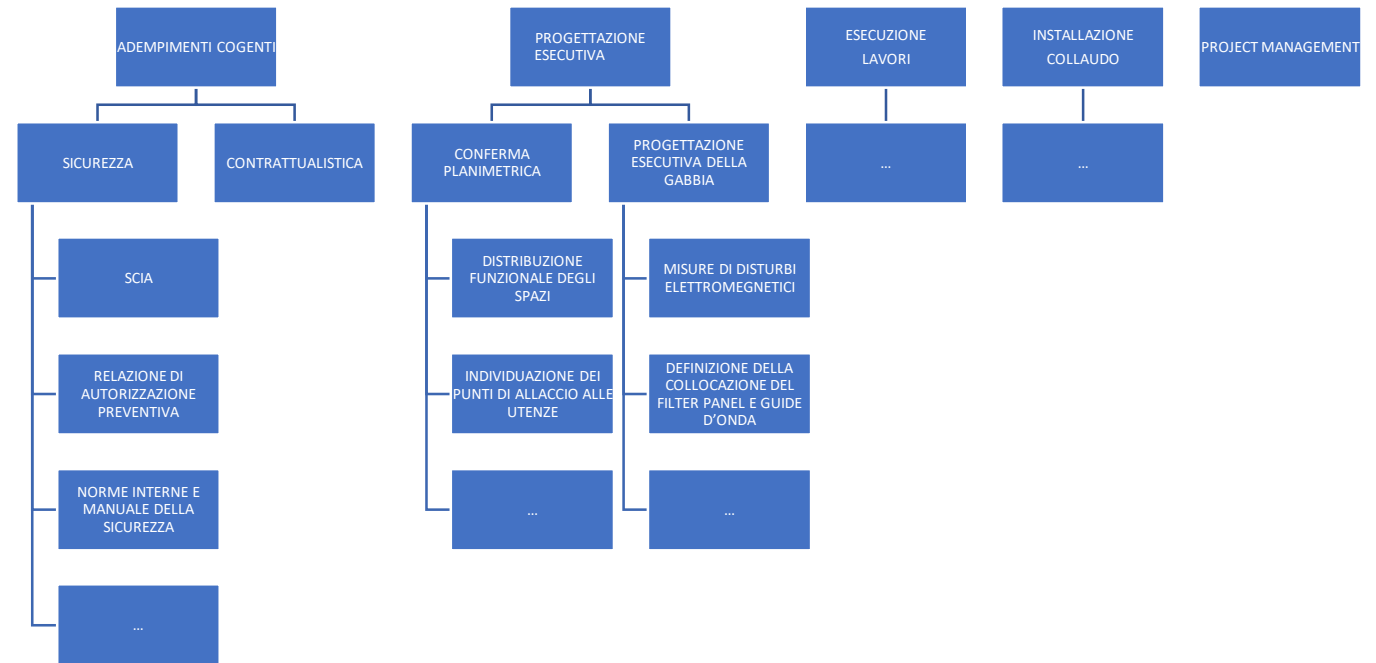 ADEMPIMENTI COGENTI
PROGETTAZIONE
ESECUTIVA
ESECUZIONE
LAVORI
INSTALLAZIONE
COLLAUDO
PROJECT MANAGEMENT
SICUREZZA
CONTRATTUALISTICA
CONFERMA
PLANIMETRICA
PROGETTAZIONE
ESECUTIVA DELLA
GABBIA
...
...
SCIA
DISTRIBUZIONE
FUNZIONALE DEGLI
SPAZI
MISURE DI DISTURBI
ELETTROMEGNETICI
RELAZIONE DI
AUTORIZZAZIONE
PREVENTIVA
INDIVIDUAZIONE DEI
PUNTI DI ALLACCIO ALLE
UTENZE
DEFINIZIONE DELLA
COLLOCAZIONE DEL
FILTER PANEL E GUIDE
D’ONDA
NORME INTERNE E
MANUALE DELLA
SICUREZZA
...
...
...